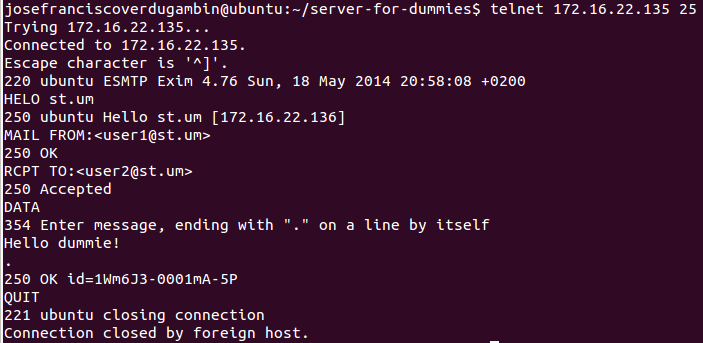 josefranciscoverdugambin@ubuntu:~/server-for-dummies$ telnet 172.16.22.135 25
Trying 172.16.22.135...
Connected to 172.16.22.135.
Escape character is '^]'.
220 ubuntu ESMTP Exim 4.76 Sun, 18 May 2014 20:58:08 +0200
HELO st.um
250 ubuntu Hello st.um [172.16.22.136]
MAIL FROM:<user1@st.um>
250 OK
RCPT TO:<user2@st.um>
250 Accepted
DATA
354 Enter message, ending with "." on a line by itself
Hello dummie!
.
250 OK id=1Wm6J3-0001mA-5P
QUIT
221 ubuntu closing connection
Connection closed by foreign host.